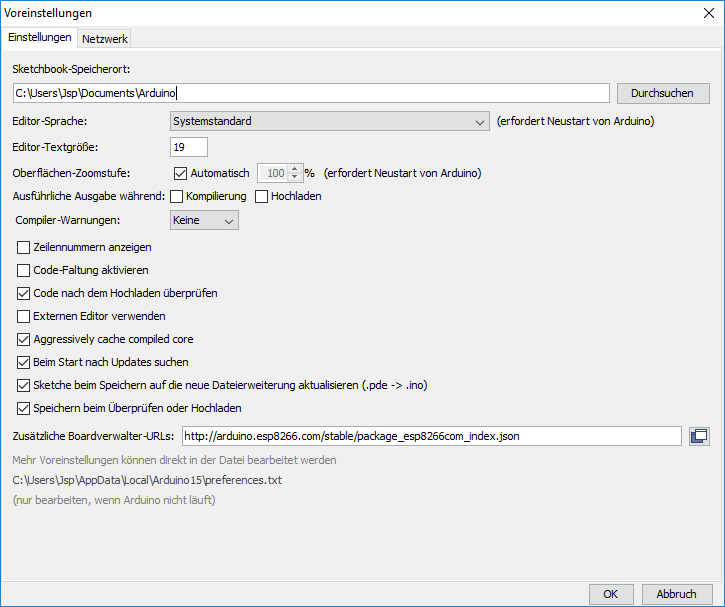 Voreinstellungen
Einstellungen Netzwerk
Sketchbook-Speicherort:
C:\Users\Jsp\Documents\Arduino Durchsuchen
Editor-Sprache: Systemstandard (erfordert Neustart von Arduino)
Editor-Textgröße: 19
Oberflächen-Zoomstufe: Automatisch 100 % (erfordert Neustart von Arduino)
Ausführliche Ausgabe während: Kompilierung Hochladen
Compiler-Warnungen: Keine
Zeilennummern anzeigen
Code-Faltung aktivieren
Code nach dem Hochladen überprüfen
Externen Editor verwenden
Aggressively cache compiled core
Beim Start nach Updates suchen
Sketche beim Speichern auf die neue Dateierweiterung aktualisieren (.pde -> .ino)
Speichern beim Überprüfen oder Hochladen
Zusätzliche Boardverwalter-URLs: http://arduino.esp8266.com/stable/package_esp8266com_index.json
Mehr Voreinstellungen können direkt in der Datei bearbeitet werden
C:\Users\Jsp\AppData\Local\Arduino15\preferences.txt
(nur bearbeiten, wenn Arduino nicht läuft)
OK Abbruch